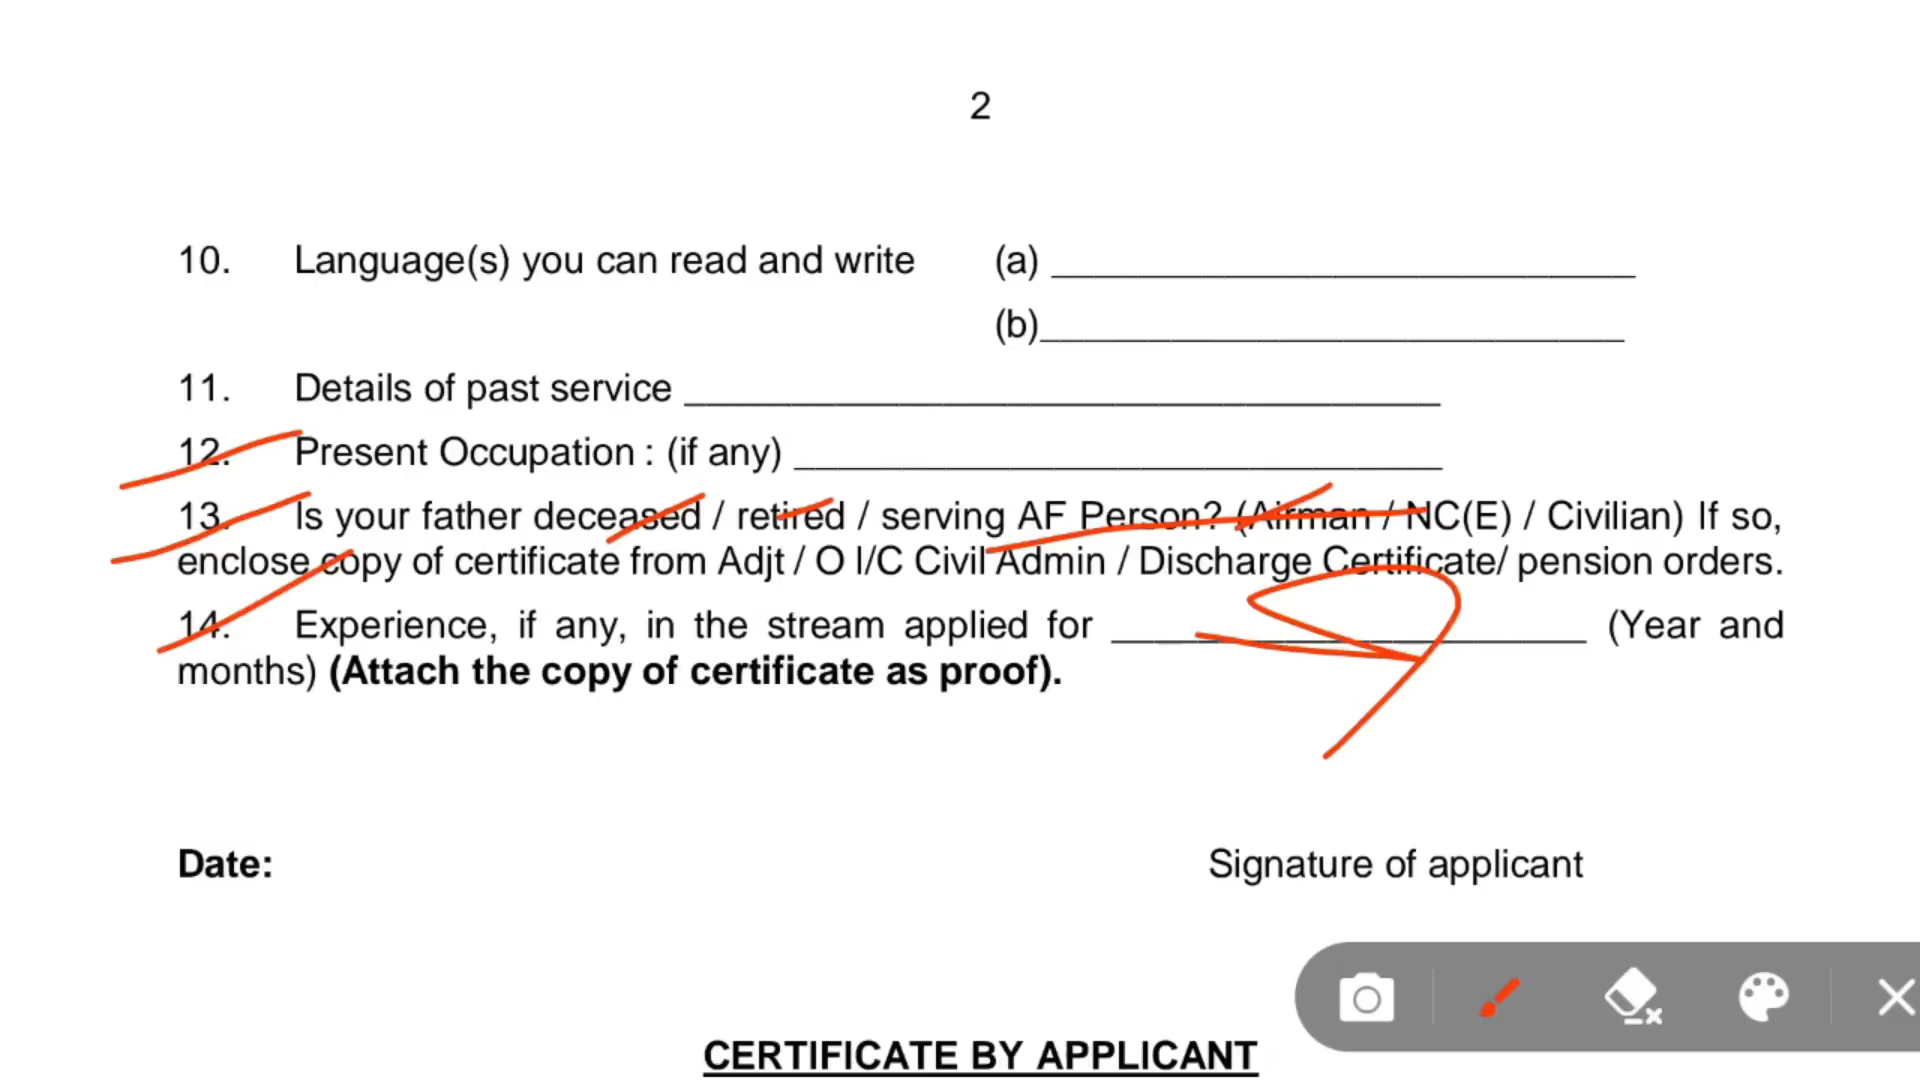 2
10. Language(s) you can read and write (a) ___________________________
(b)___________________________
11. Details of past service ___________________________________
12. Present Occupation : (if any) ______________________________
13. Is your father deceased / retired / serving AF Person? (Airman / NC(E) / Civilian) If so,
enclose copy of certificate from Adjt / O I/C Civil Admin / Discharge Certificate/ pension orders.
14. Experience, if any, in the stream applied for ______________________ (Year and
months) (Attach the copy of certificate as proof).
Date: Signature of applicant
CERTIFICATE BY APPLICANT